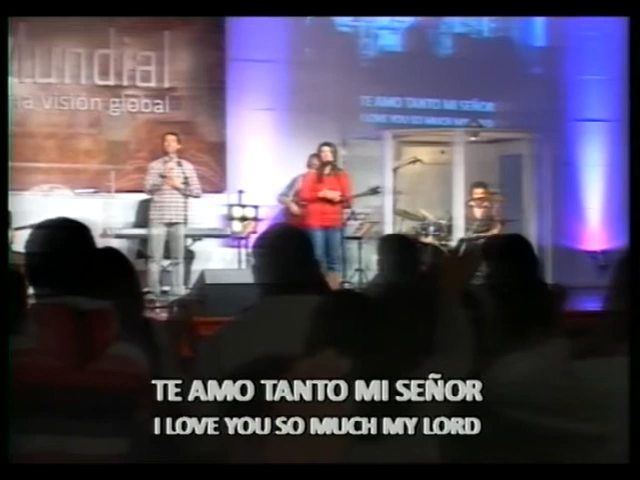 Mundial
na visión global
TE AMO TANTO MI SEÑOR
I LOVE YOU SO MUCH MY LORD
TE AMO TANTO MI SEÑOR
I LOVE YOU SO MUCH MY LORD